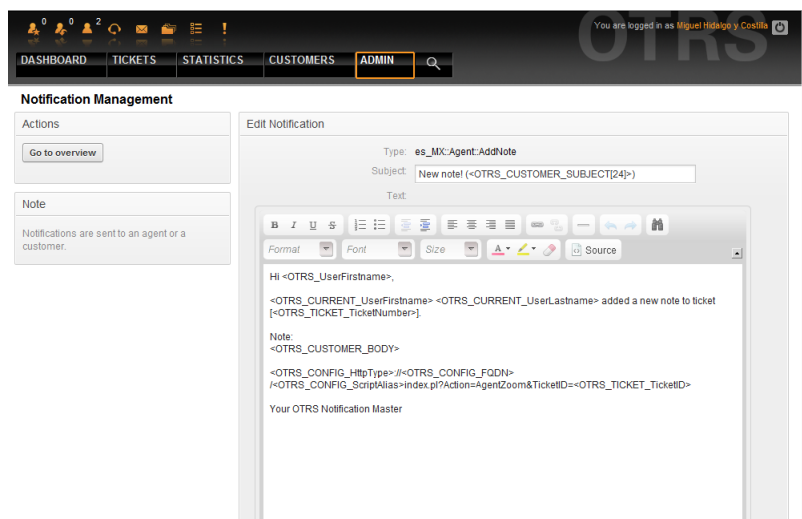 0 0 2 !
You are logged in as Miguel Hidalgo y Costilla
OTRS
DASHBOARD TICKETS STATISTICS CUSTOMERS ADMIN
Notification Management
Actions
Go to overview
Note
Notifications are sent to an agent or a
customer.
Edit Notification
Type: es_MX::Agent::AddNote
Subject: New note! (<OTRS_CUSTOMER_SUBJECT[24]>)
Text:
B I U S
Format Font Size A Source
Hi <OTRS_UserFirstname>,
<OTRS_CURRENT_UserFirstname> <OTRS_CURRENT_UserLastname> added a new note to ticket
[<OTRS_TICKET_TicketNumber>].
Note:
<OTRS_CUSTOMER_BODY>
<OTRS_CONFIG_HttpType>://<OTRS_CONFIG_FQDN>
/<OTRS_CONFIG_ScriptAlias>index.pl?Action=AgentZoom&TicketID=<OTRS_TICKET_TicketID>
Your OTRS Notification Master